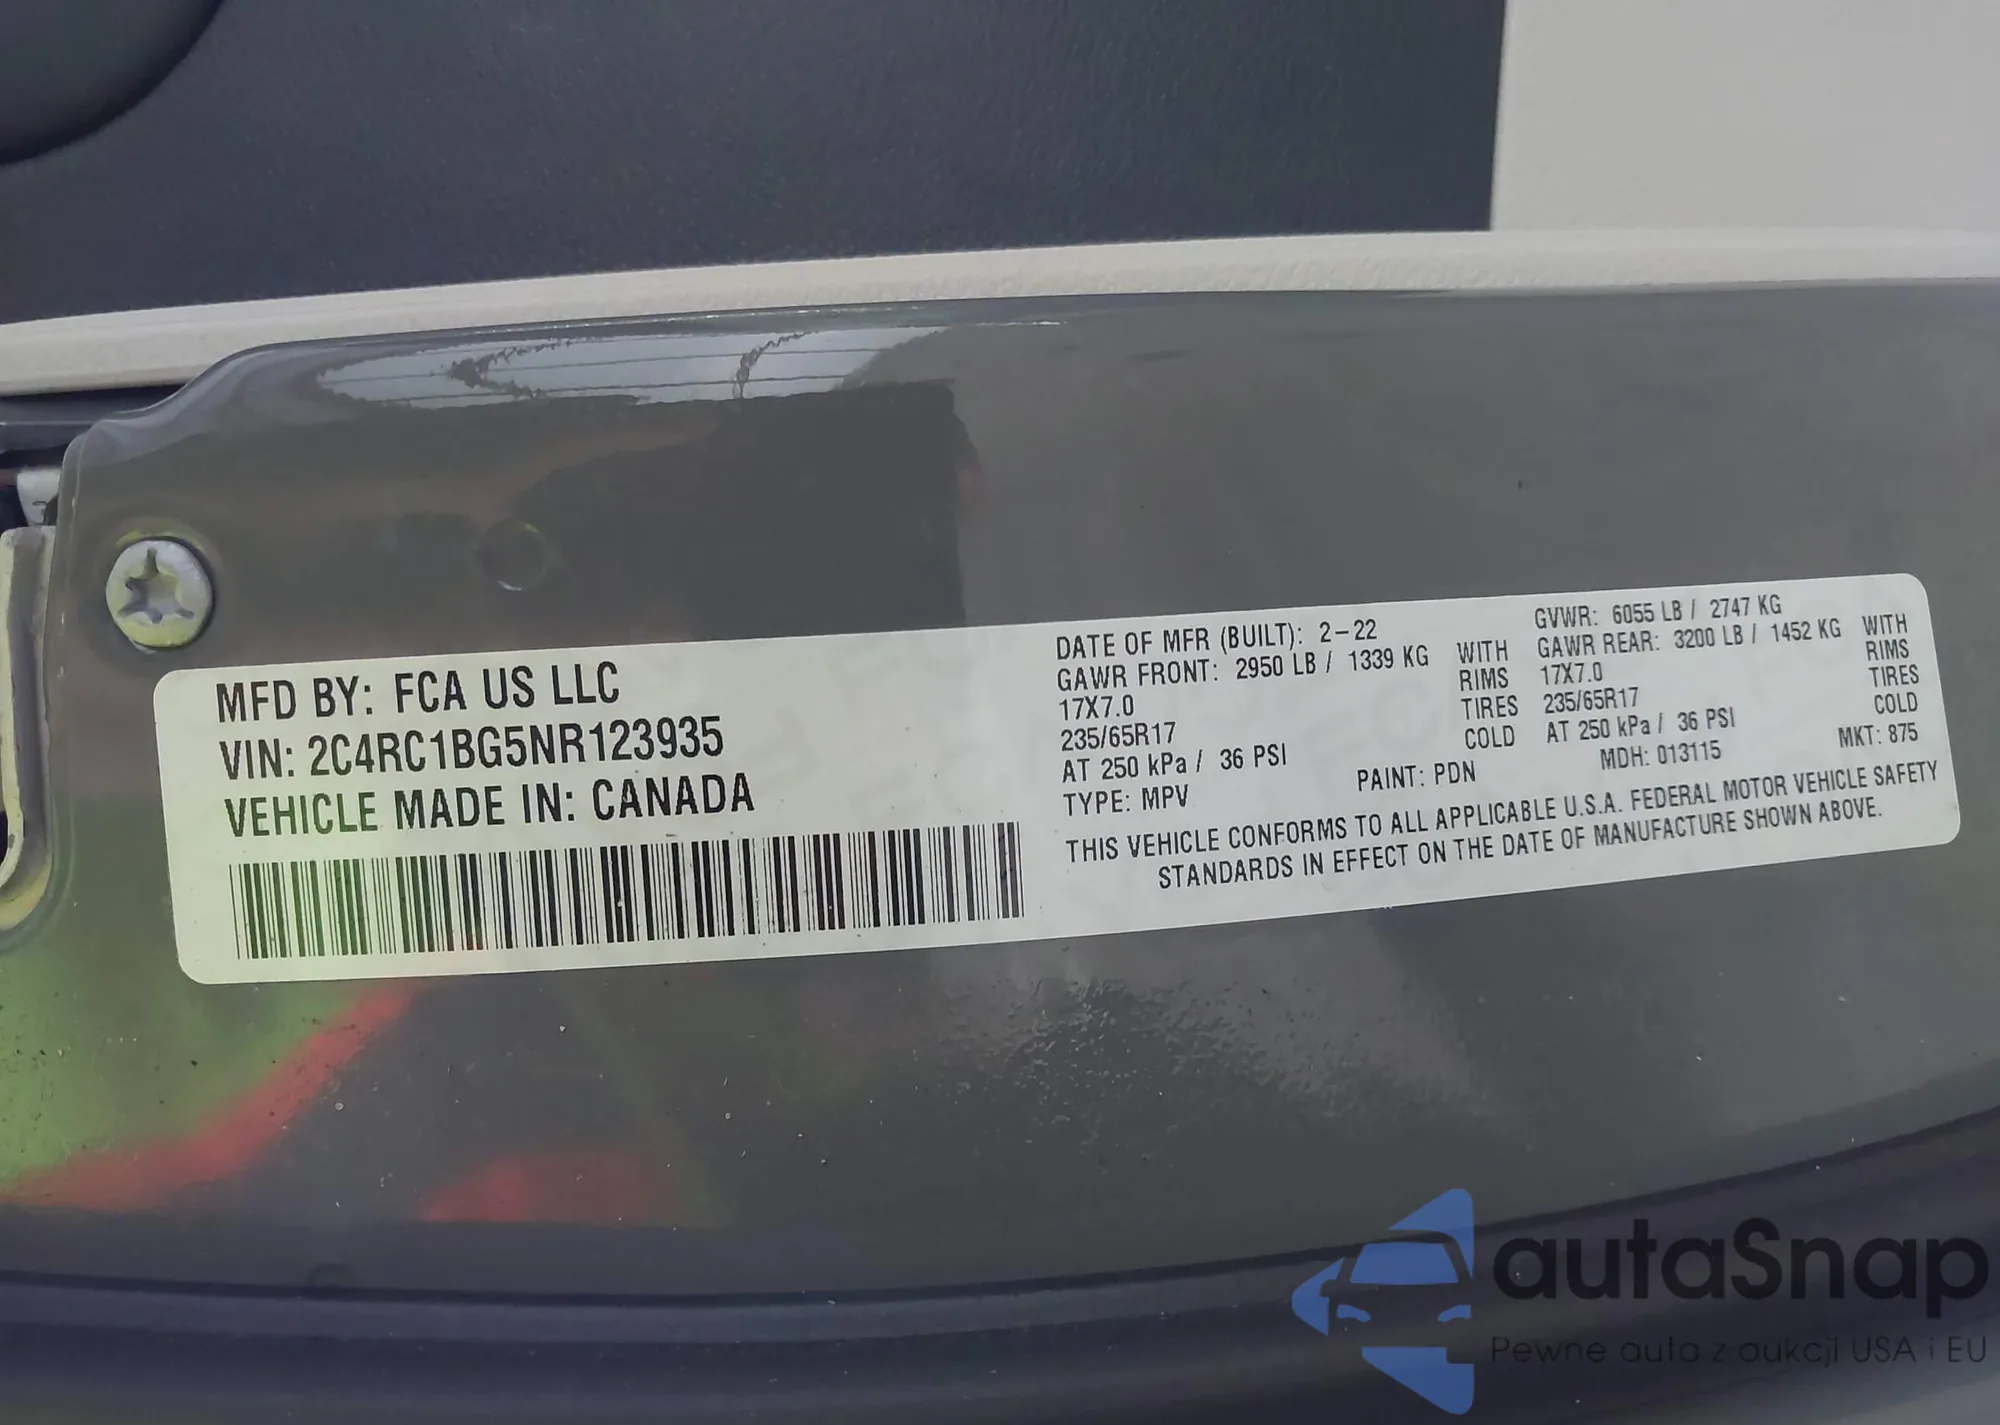 MFD BY: FCA US LLC
VIN: 2C4RC1BG5NR123935
VEHICLE MADE IN: CANADA
DATE OF MFR (BUILT): 2-22
GAWR FRONT: 2950 LB / 1339 KG WITH
17X7.0 RIMS
235/65R17 TIRES
AT 250 kPa / 36 PSI COLD
TYPE: MPV
PAINT: PDN
GVWR: 6055 LB / 2747 KG
GAWR REAR: 3200 LB / 1452 KG WITH
17X7.0 RIMS
235/65R17 TIRES
AT 250 kPa / 36 PSI COLD
MDH: 013115 MKT: 875
THIS VEHICLE CONFORMS TO ALL APPLICABLE U.S.A. FEDERAL MOTOR VEHICLE SAFETY
STANDARDS IN EFFECT ON THE DATE OF MANUFACTURE SHOWN ABOVE.
autaSnap
Pewne auta z aukcji USA i EU